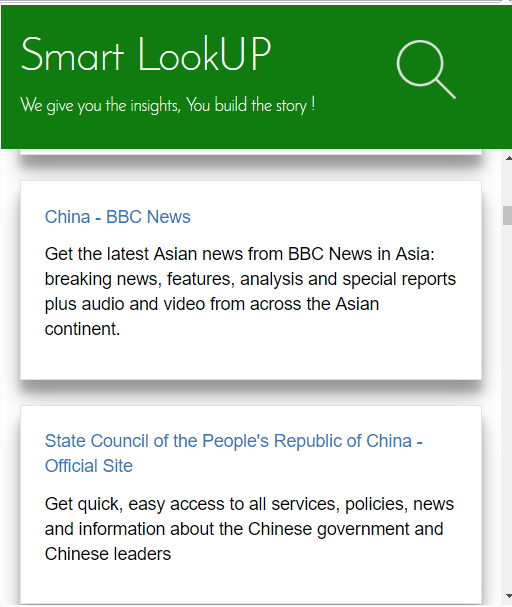 Smart LookUP
We give you the insights, You build the story !
China - BBC News
Get the latest Asian news from BBC News in Asia:
breaking news, features, analysis and special reports
plus audio and video from across the Asian
continent.
State Council of the People's Republic of China -
Official Site
Get quick, easy access to all services, policies, news
and information about the Chinese government and
Chinese leaders